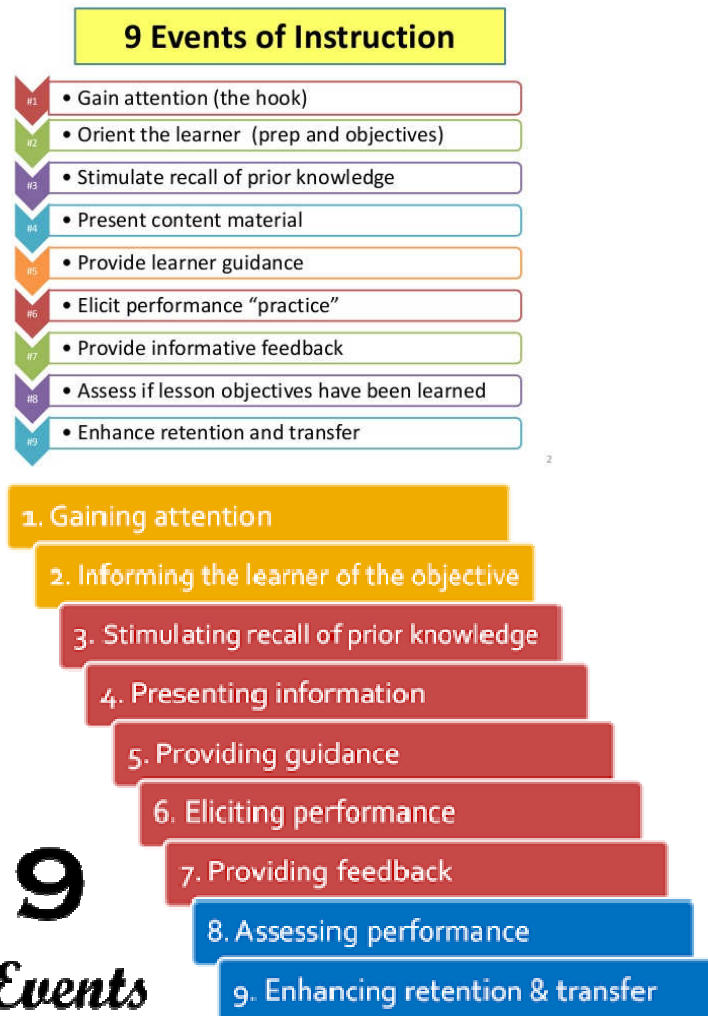 9 Events of Instruction
#1 • Gain attention (the hook)
#2 • Orient the learner (prep and objectives)
#3 • Stimulate recall of prior knowledge
#4 • Present content material
#5 • Provide learner guidance
#6 • Elicit performance “practice”
#7 • Provide informative feedback
#8 • Assess if lesson objectives have been learned
#9 • Enhance retention and transfer
2
1. Gaining attention
2. Informing the learner of the objective
3. Stimulating recall of prior knowledge
4. Presenting information
5. Providing guidance
6. Eliciting performance
7. Providing feedback
8. Assessing performance
9. Enhancing retention & transfer
9
Events